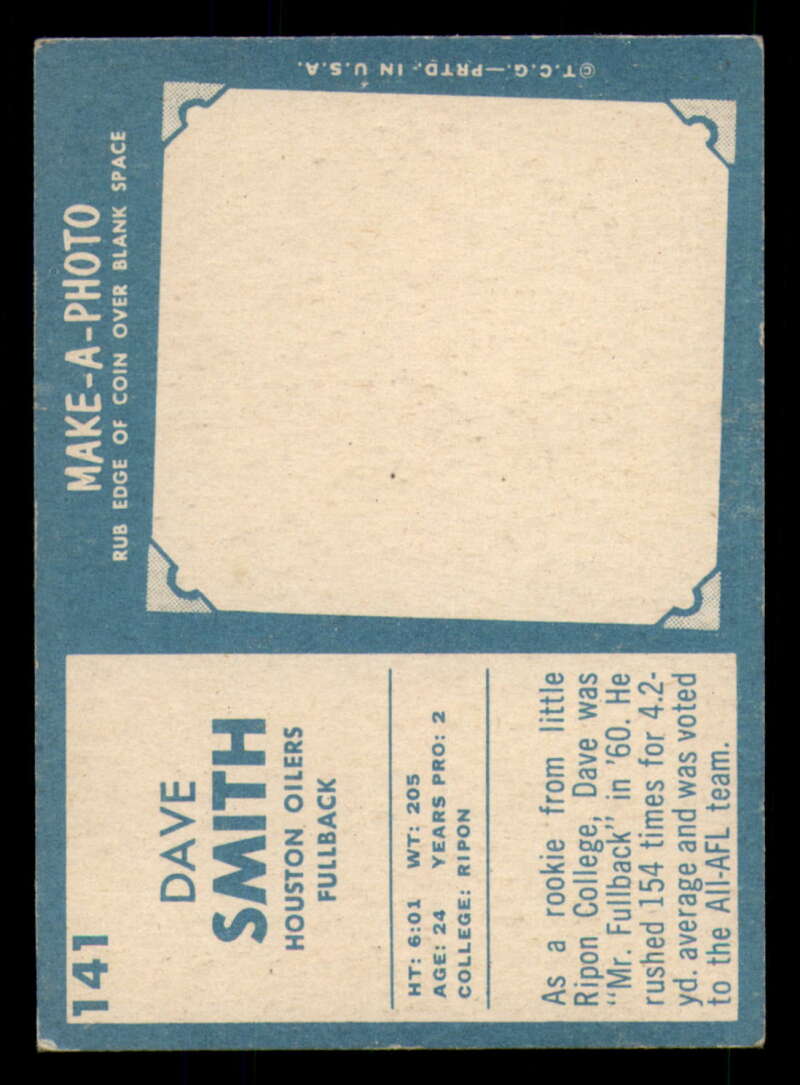 141
DAVE
SMITH
HOUSTON OILERS
FULLBACK
HT: 6:01 WT: 205
AGE: 24 YEARS PRO: 2
COLLEGE: RIPON
As a rookie from little
Ripon College, Dave was
"Mr. Fullback" in '60. He
rushed 154 times for 4.2-
yd. average and was voted
to the All-AFL team.
MAKE-A-PHOTO
RUB EDGE OF COIN OVER BLANK SPACE
© T.C.G.—PRTD. IN U.S.A.